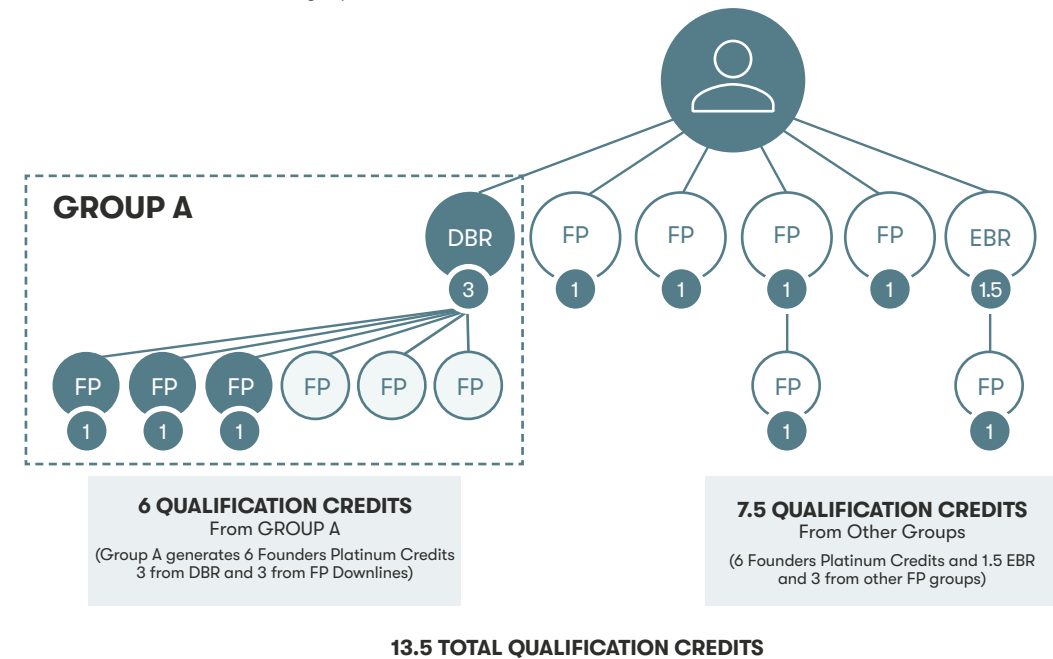 GROUP A
DBR
FP
FP
FP
FP
EBR
3
1
1
1
1
1.5
FP
FP
FP
FP
FP
FP
FP
FP
1
1
1
1
1
6 QUALIFICATION CREDITS
From GROUP A
(Group A generates 6 Founders Platinum Credits
3 from DBR and 3 from FP Downlines)
7.5 QUALIFICATION CREDITS
From Other Groups
(6 Founders Platinum Credits and 1.5 EBR
and 3 from other FP groups)
13.5 TOTAL QUALIFICATION CREDITS